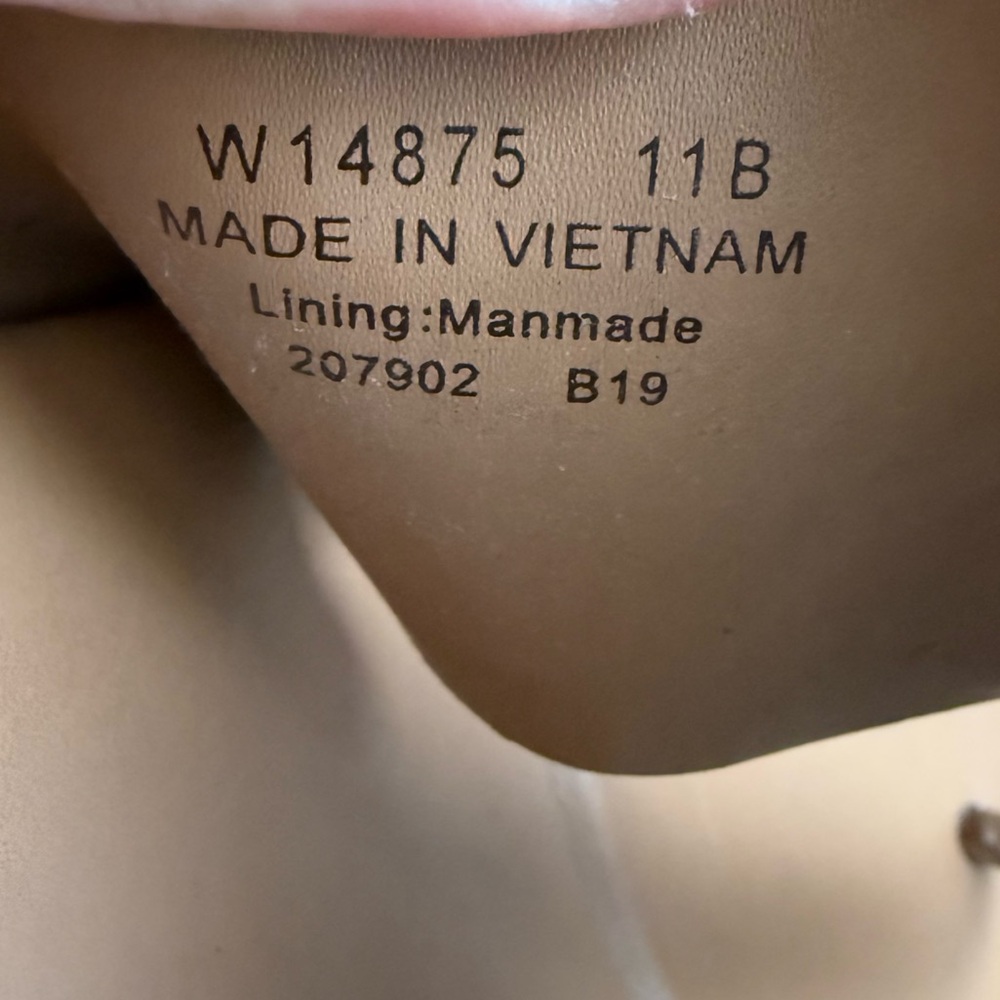 W14875 11B
MADE IN VIETNAM
Lining:Manmade
207902 B19